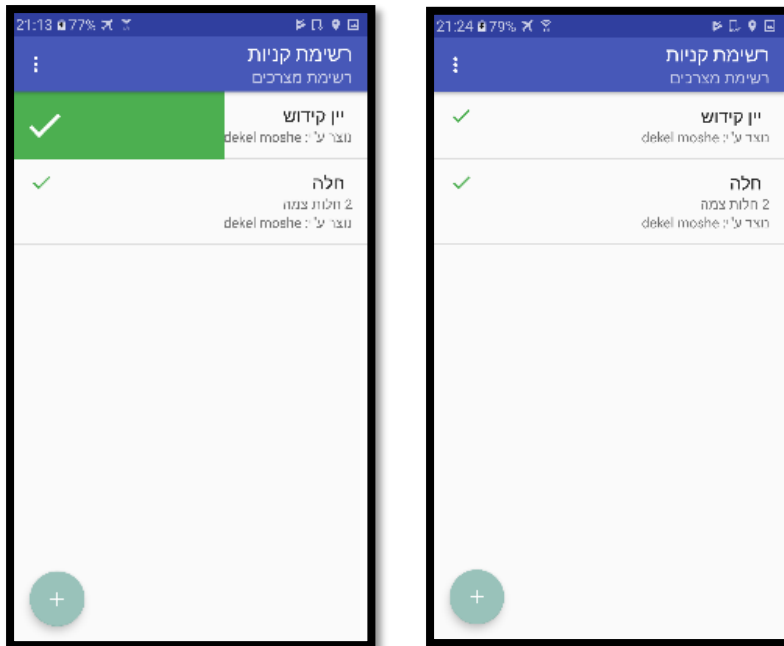 21:13 77%
רשימת קניות
רשימת מצרכים
יין קידוש
נוצר ע"י: dekel moshe
חלה
2 חלות צמה
נוצר ע"י: dekel moshe
+
21:24 79%
רשימת קניות
רשימת מצרכים
יין קידוש
נוצר ע"י: dekel moshe
חלה
2 חלות צמה
נוצר ע"י: dekel moshe
+